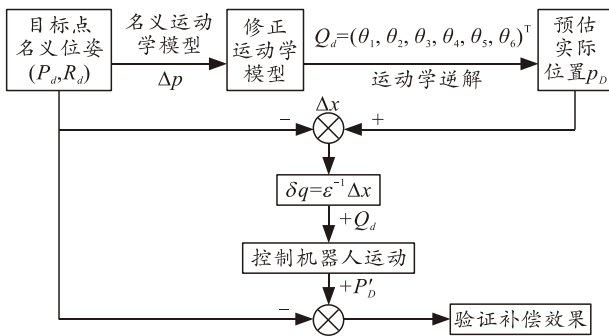 目标点
名义位姿
(P_d,R_d)
名义运动
学模型
Δp
修正
运动学
模型
Q_d=(θ_1, θ_2, θ_3, θ_4, θ_5, θ_6)^T
运动学逆解
预估
实际
位置p_D
Δx
−
+
δq=ε^{-1}Δx
+Q_d
控制机器人运动
+P'_D
−
验证补偿效果